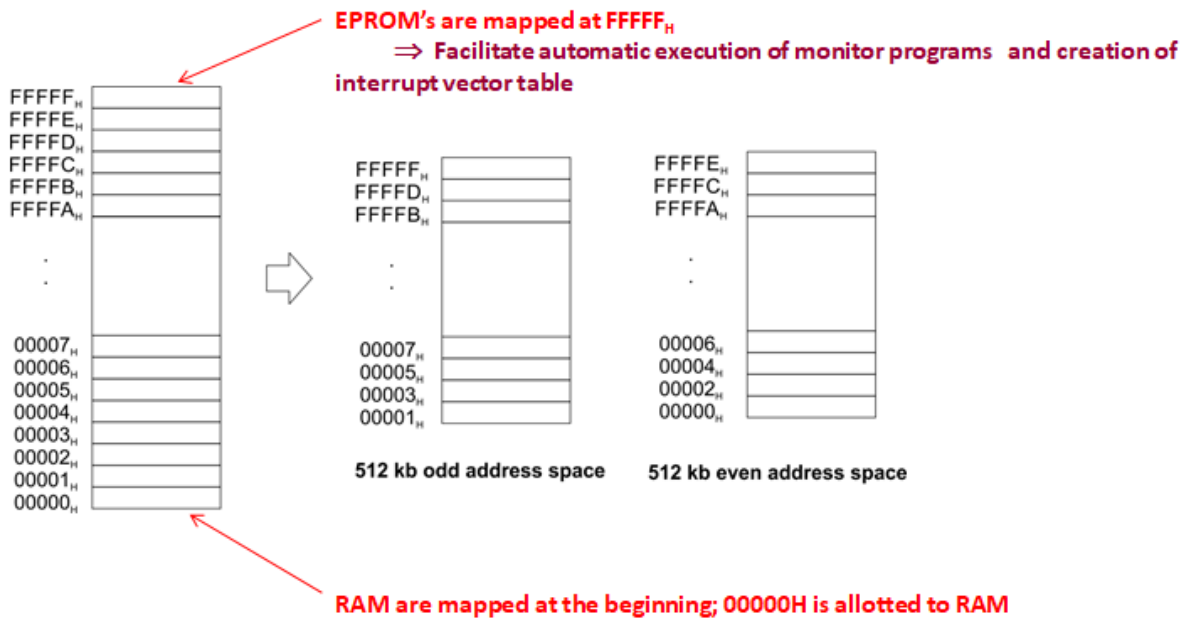 EPROM's are mapped at FFFFFH
⇒ Facilitate automatic execution of monitor programs and creation of
interrupt vector table
FFFFFH
FFFFEH
FFFFDH
FFFFCH
FFFFBH
FFFFAH
.
.
00007H
00006H
00005H
00004H
00003H
00002H
00001H
00000H
FFFFFH
FFFFDH
FFFFBH
.
.
00007H
00005H
00003H
00001H
512 kb odd address space
FFFFEH
FFFFCH
FFFFAH
.
.
00006H
00004H
00002H
00000H
512 kb even address space
RAM are mapped at the beginning; 00000H is allotted to RAM